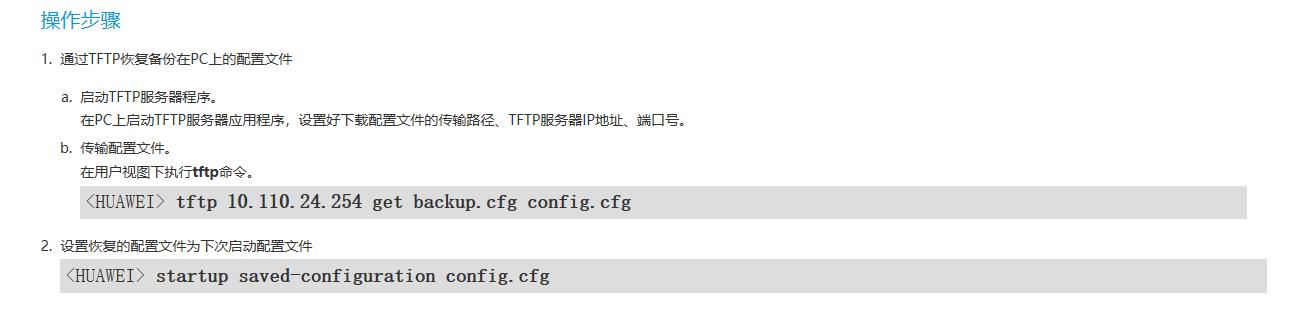 操作步骤
1. 通过TFTP恢复备份在PC上的配置文件
a. 启动TFTP服务器程序。
在PC上启动TFTP服务器应用程序，设置好下载配置文件的传输路径、TFTP服务器IP地址、端口号。
b. 传输配置文件。
在用户视图下执行tftp命令。
<HUAWEI> tftp 10.110.24.254 get backup.cfg config.cfg
2. 设置恢复的配置文件为下次启动配置文件
<HUAWEI> startup saved-configuration config.cfg